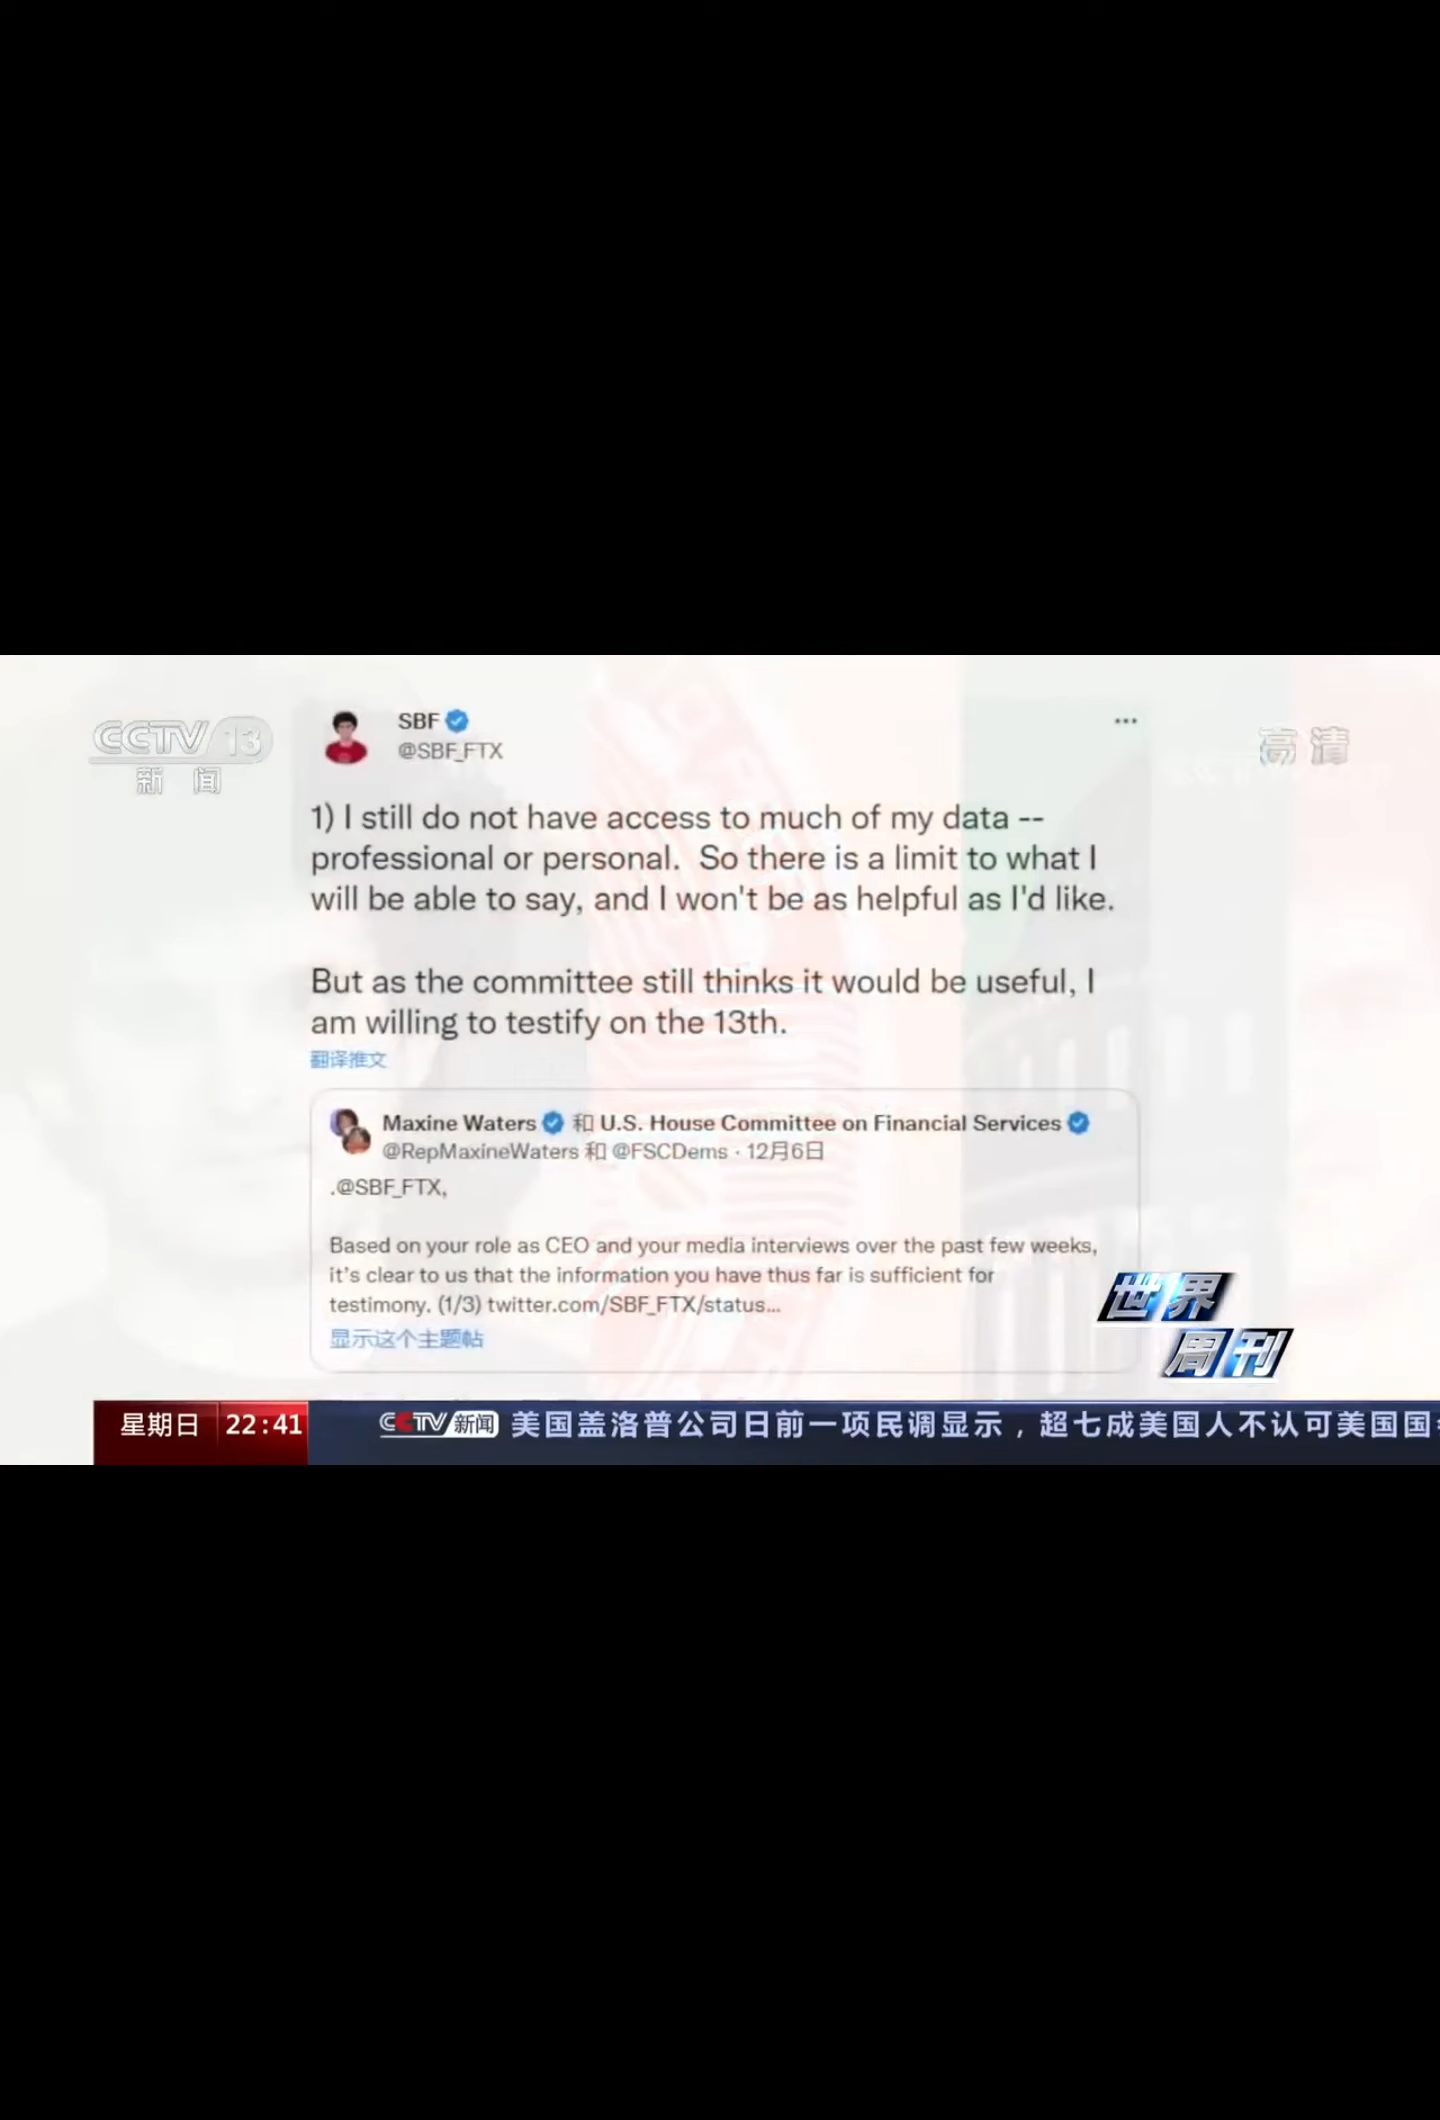 CCTV 13
新闻
高清
SBF
@SBF_FTX
1) I still do not have access to much of my data --
professional or personal.  So there is a limit to what I
will be able to say, and I won't be as helpful as I'd like.
But as the committee still thinks it would be useful, I
am willing to testify on the 13th.
翻译推文
Maxine Waters 和 U.S. House Committee on Financial Services
@RepMaxineWaters 和 @FSCDems · 12月6日
.@SBF_FTX,
Based on your role as CEO and your media interviews over the past few weeks,
it’s clear to us that the information you have thus far is sufficient for
testimony. (1/3) twitter.com/SBF_FTX/status...
显示这个主题帖
世界
周刊
星期日 22:41 CCTV 新闻 美国盖洛普公司日前一项民调显示，超七成美国人不认可美国国